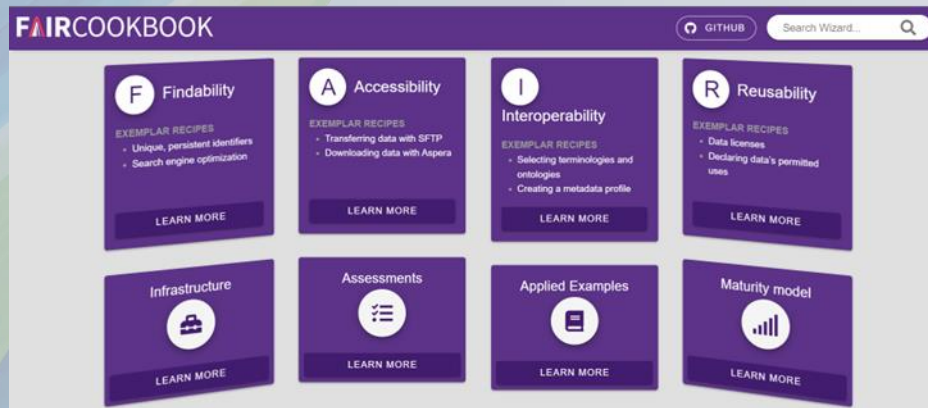 FAIRCOOKBOOK
GITHUB
Search Wizard...
F Findability
EXEMPLAR RECIPES
• Unique, persistent identifiers
• Search engine optimization
LEARN MORE
A Accessibility
EXEMPLAR RECIPES
• Transferring data with SFTP
• Downloading data with Aspera
LEARN MORE
I
Interoperability
EXEMPLAR RECIPES
• Selecting terminologies and
ontologies
• Creating a metadata profile
LEARN MORE
R Reusability
EXEMPLAR RECIPES
• Data licenses
• Declaring data's permitted
uses
LEARN MORE
Infrastructure
LEARN MORE
Assessments
LEARN MORE
Applied Examples
LEARN MORE
Maturity model
LEARN MORE